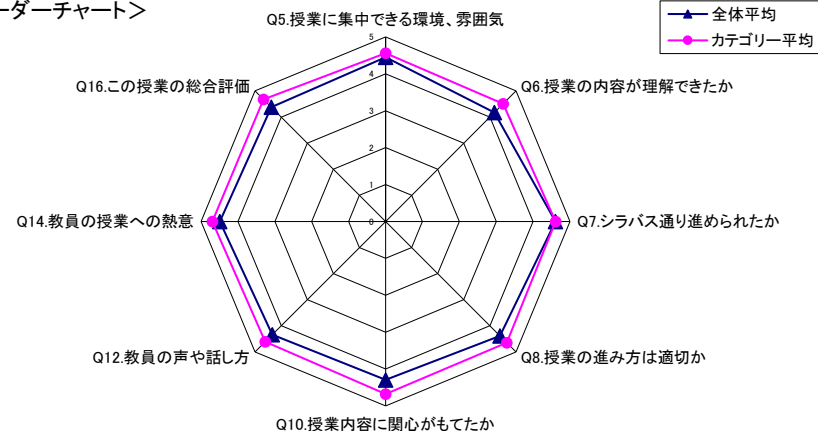 ーダーチャート＞
全体平均
カテゴリー平均
Q5.授業に集中できる環境、雰囲気
5
Q16.この授業の総合評価
4
Q6.授業の内容が理解できたか
3
2
1
Q14.教員の授業への熱意
0
Q7.シラバス通り進められたか
Q12.教員の声や話し方
Q8.授業の進み方は適切か
Q10.授業内容に関心がもてたか